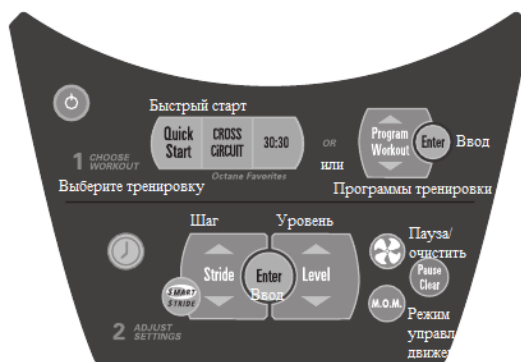 Быстрый старт
Quick
Start
CROSS
CiRCUIT
30:30
Octane Favorites
1 CHOOSE
WORKOUT
Выберите тренировку
OR
или
Program
Workout
Enter
Ввод
Программы тренировки
Шаг
Уровень
Stride
Enter
Ввод
Level
SMART
STRIDE
2 ADJUST
SETTINGS
Пауза/
очистить
Pause
Clear
M.O.M.
Режим
управл
движе